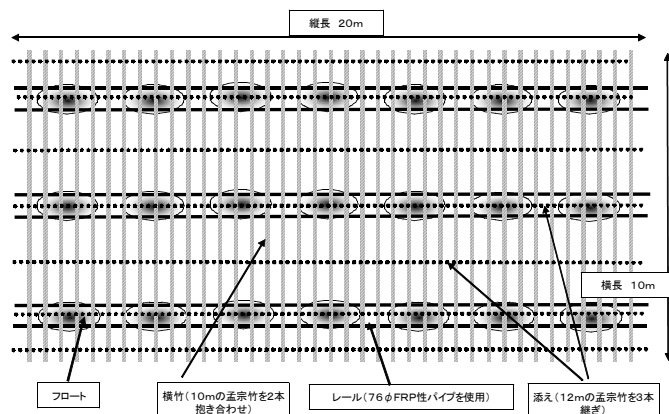 縦長 20m
横長 10m
フロート
横竹(10mの孟宗竹を2本
抱き合わせ)
レール(76φFRP性パイプを使用)
添え(12mの孟宗竹を3本
継ぎ)